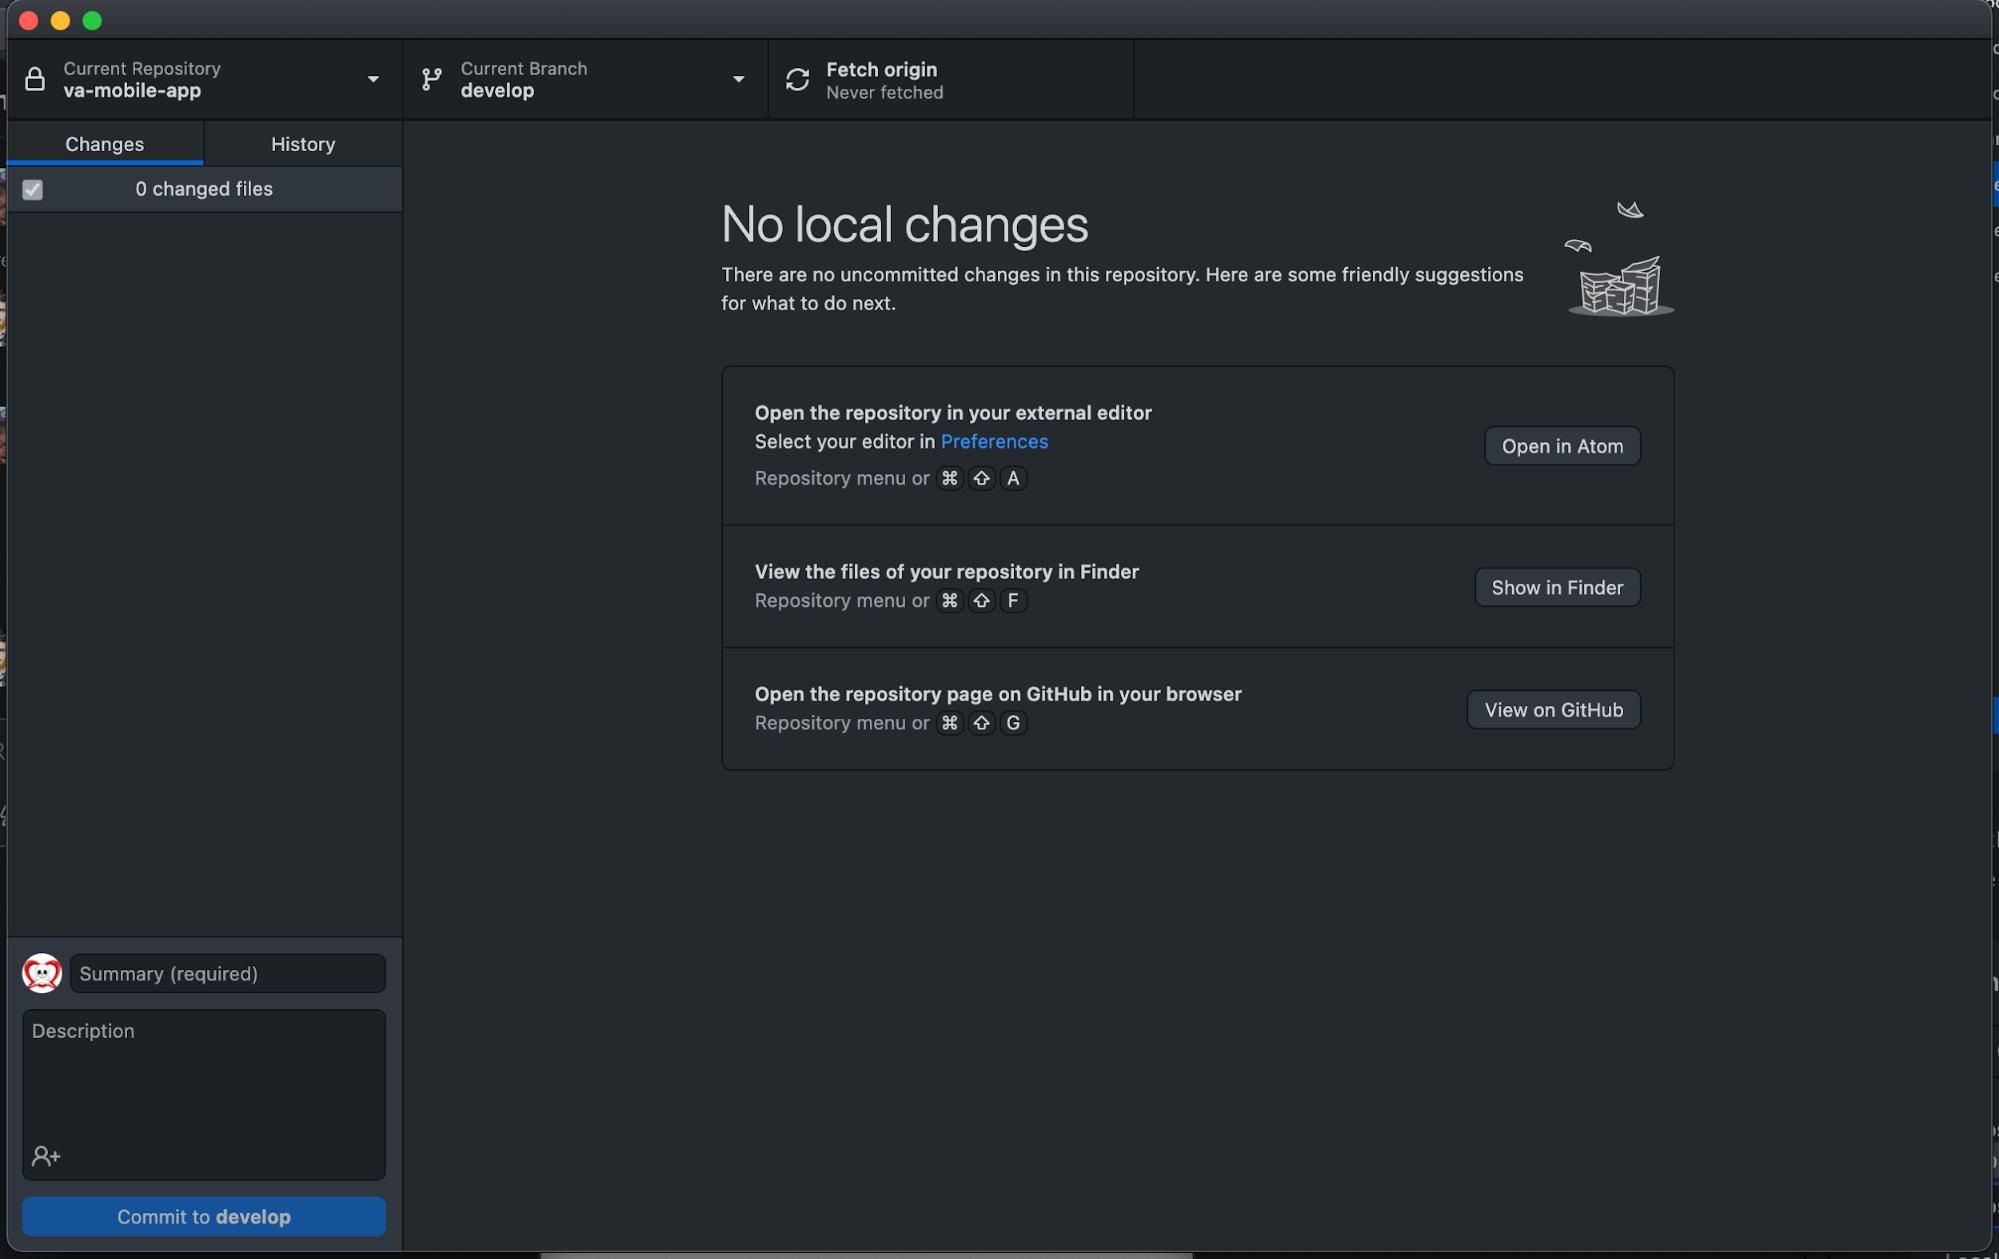 Current Repository
va-mobile-app
Current Branch
develop
Fetch origin
Never fetched
Changes
History
0 changed files
No local changes
There are no uncommitted changes in this repository. Here are some friendly suggestions
for what to do next.
Open the repository in your external editor
Select your editor in Preferences
Repository menu or ⌘ ⇧ A
Open in Atom
View the files of your repository in Finder
Repository menu or ⌘ ⇧ F
Show in Finder
Open the repository page on GitHub in your browser
Repository menu or ⌘ ⇧ G
View on GitHub
Summary (required)
Description
Commit to develop